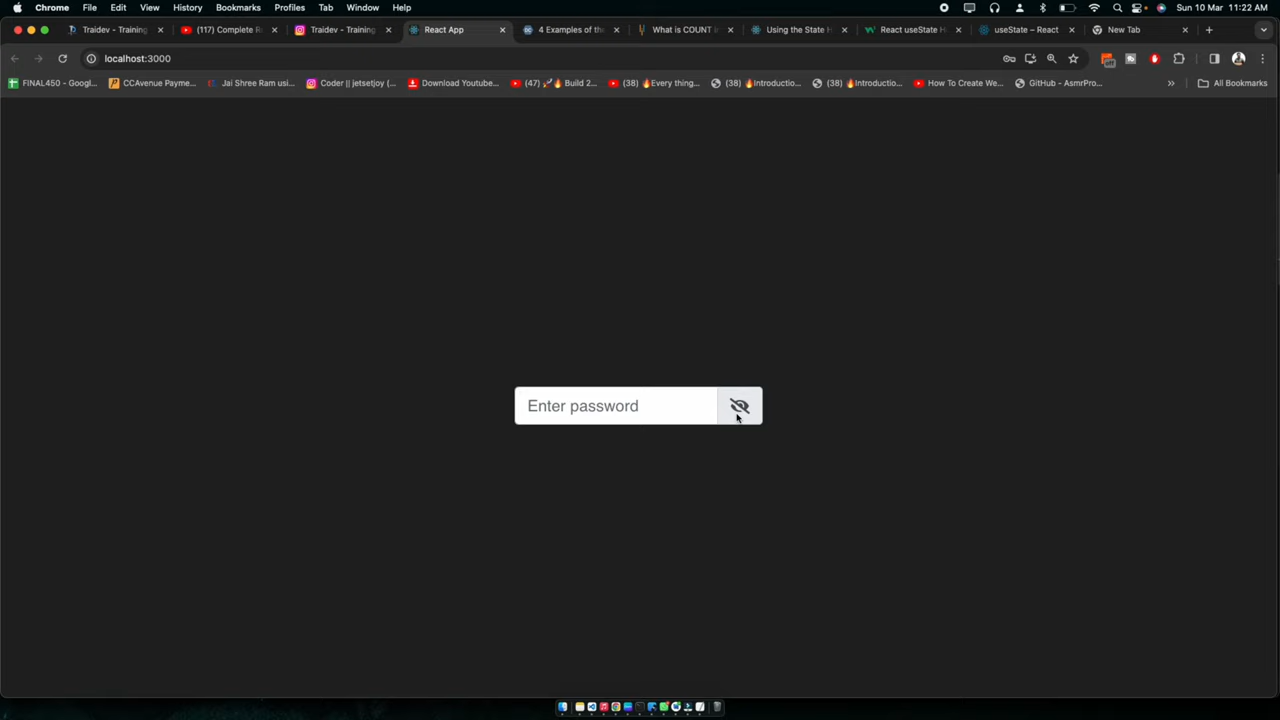 Chrome File Edit View History Bookmarks Profiles Tab Window Help Sun 10 Mar 11:22 AM
Traidev - Training (117) Complete R Traidev - Training React App 4 Examples of the What is COUNT Using the State H React useState H useState – React New Tab
localhost:3000
FINAL450 - Googl... CCAvenue Payme... Jai Shree Ram usi... Coder || jetsetjoy (... Download Youtube... (47) 🚀🔥 Build 2... (38) 🔥Every thing... (38) 🔥Introductio... (38) 🔥Introductio... How To Create We... GitHub - AsmrPro... » All Bookmarks
Enter password